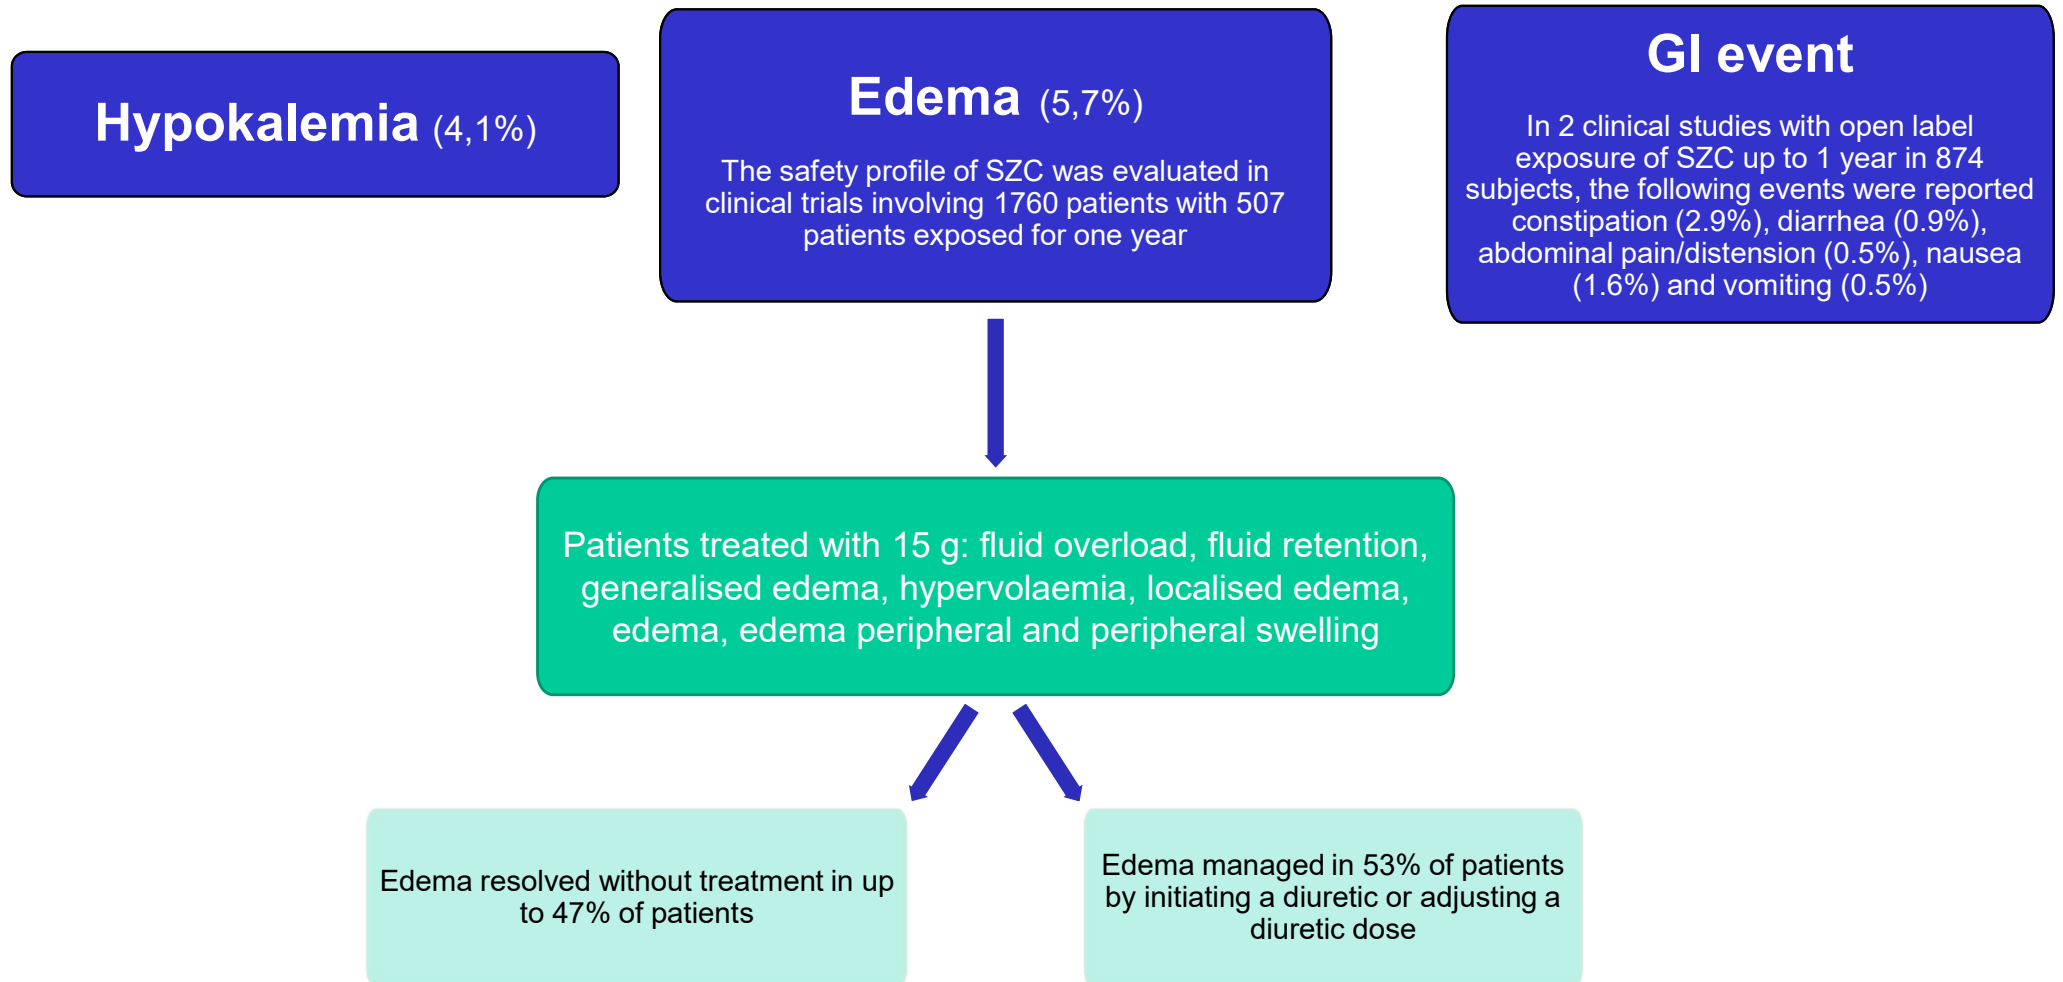 Hypokalemia (4,1%)
Edema (5,7%)
The safety profile of SZC was evaluated in
clinical trials involving 1760 patients with 507
patients exposed for one year
GI event
In 2 clinical studies with open label
exposure of SZC up to 1 year in 874
subjects, the following events were reported
constipation (2.9%), diarrhea (0.9%),
abdominal pain/distension (0.5%), nausea
(1.6%) and vomiting (0.5%)
Patients treated with 15 g: fluid overload, fluid retention,
generalised edema, hypervolaemia, localised edema,
edema, edema peripheral and peripheral swelling
Edema resolved without treatment in up
to 47% of patients
Edema managed in 53% of patients
by initiating a diuretic or adjusting a
diuretic dose